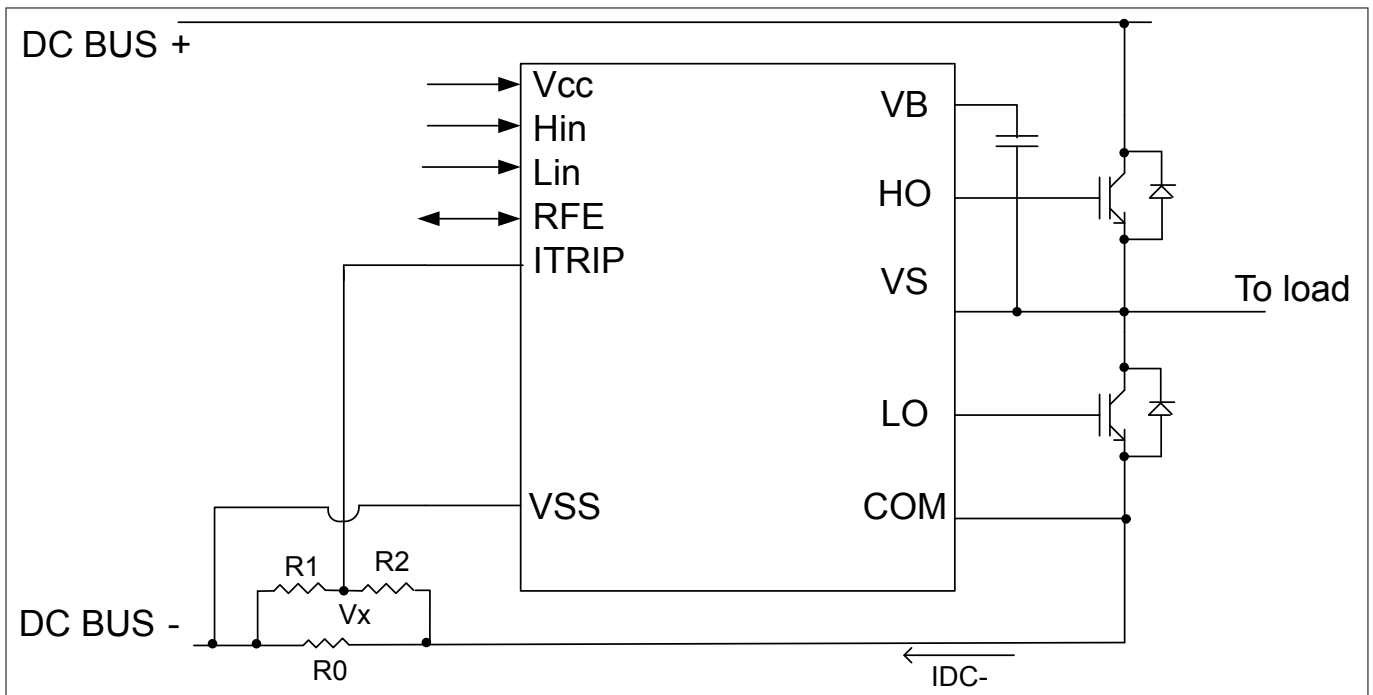 DC BUS +
Vcc
Hin
Lin
RFE
ITRIP
VSS
VB
HO
VS
LO
COM
To load
R1
R2
Vx
DC BUS -
R0
IDC-